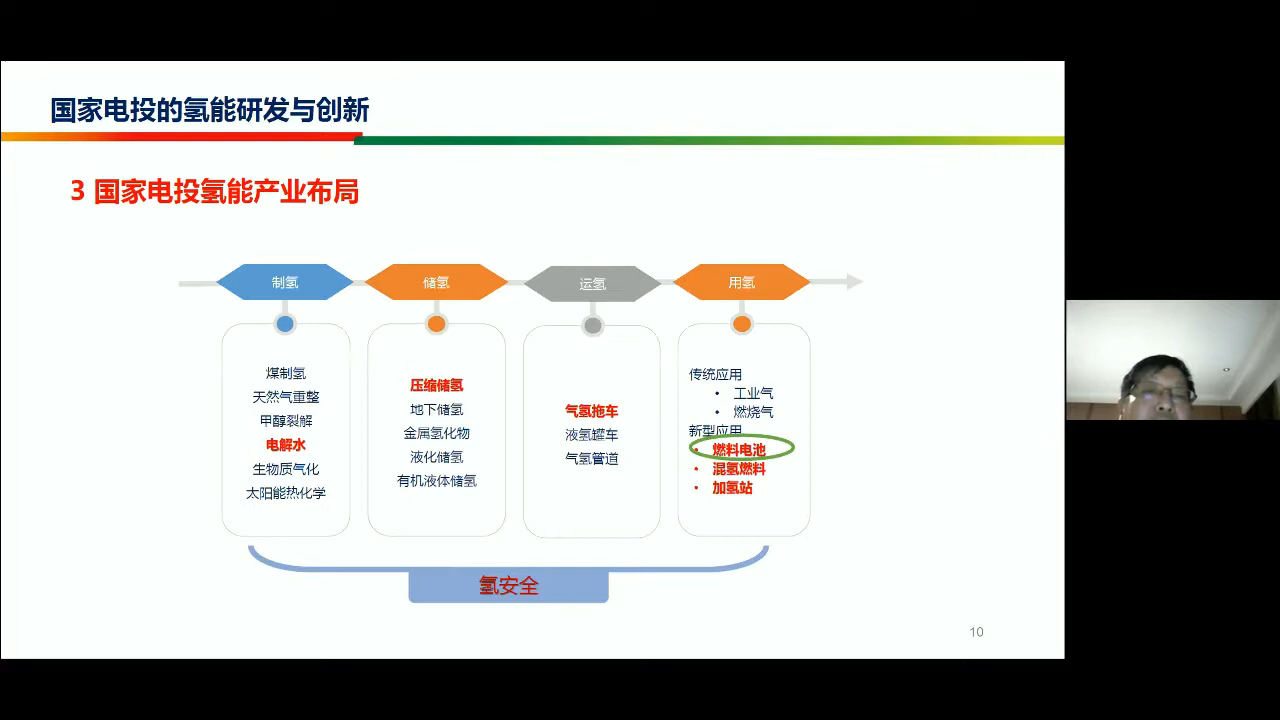 国家电投的氢能研发与创新
3 国家电投氢能产业布局
制氢
储氢
运氢
用氢
煤制氢
天然气重整
甲醇裂解
电解水
生物质气化
太阳能热化学
压缩储氢
地下储氢
金属氢化物
液化储氢
有机液体储氢
气氢拖车
液氢罐车
气氢管道
传统应用
• 工业气
• 燃烧气
新型应用
• 燃料电池
• 混氢燃料
• 加氢站
氢安全
10